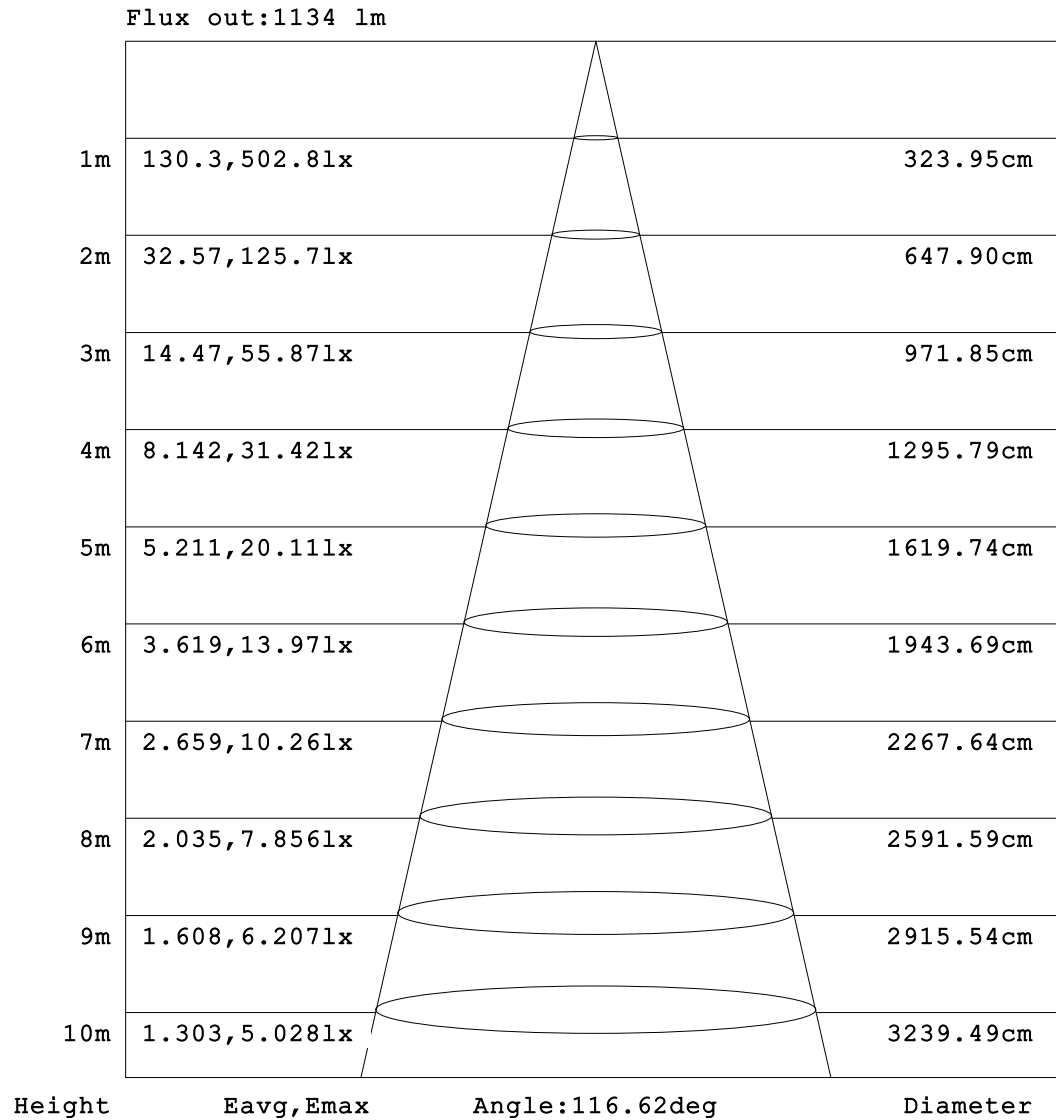 Flux out:1134 lm
1m 130.3,502.8lx 323.95cm
2m 32.57,125.7lx 647.90cm
3m 14.47,55.87lx 971.85cm
4m 8.142,31.42lx 1295.79cm
5m 5.211,20.11lx 1619.74cm
6m 3.619,13.97lx 1943.69cm
7m 2.659,10.26lx 2267.64cm
8m 2.035,7.856lx 2591.59cm
9m 1.608,6.207lx 2915.54cm
10m 1.303,5.028lx 3239.49cm
Height Eavg,Emax Angle:116.62deg Diameter